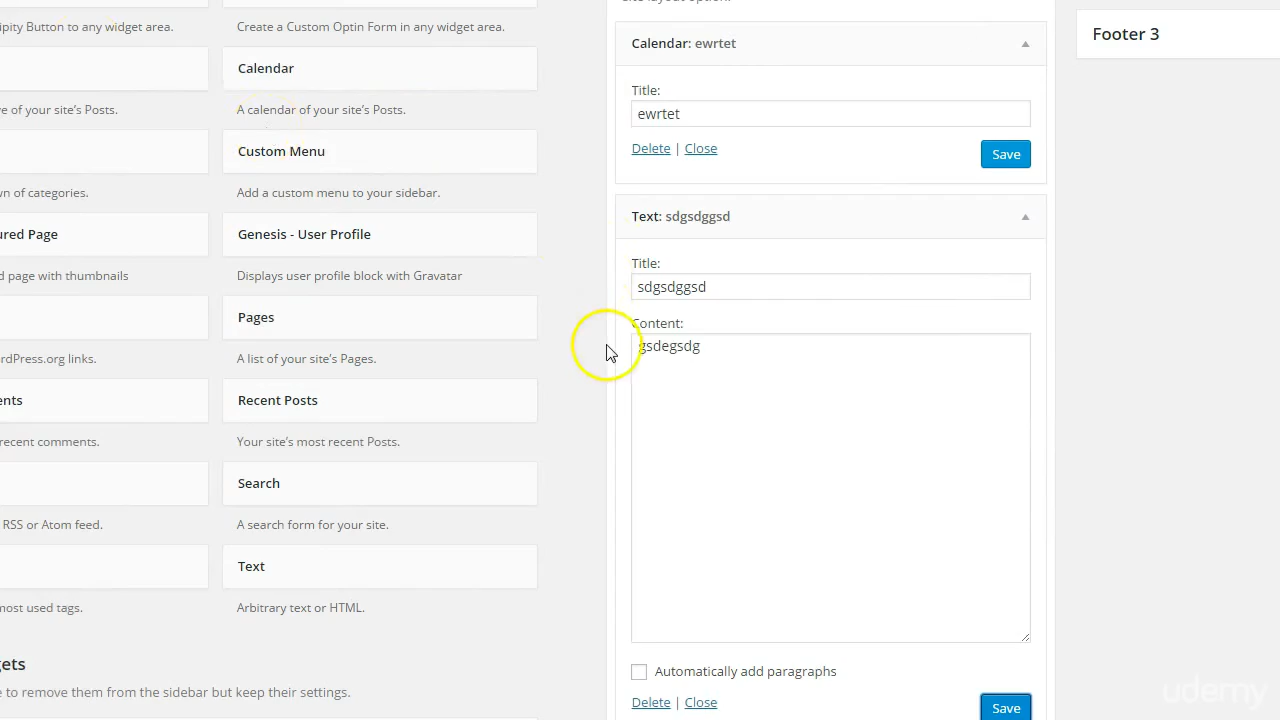 ipity Button to any widget area.
Create a Custom Optin Form in any widget area.
Calendar
ve of your site's Posts.
A calendar of your site's Posts.
Custom Menu
wn of categories.
Add a custom menu to your sidebar.
ured Page
Genesis - User Profile
d page with thumbnails
Displays user profile block with Gravatar
Pages
rdPress.org links.
A list of your site's Pages.
ents
Recent Posts
recent comments.
Your site's most recent Posts.
Search
RSS or Atom feed.
A search form for your site.
Text
most used tags.
Arbitrary text or HTML.
gets
e to remove them from the sidebar but keep their settings.
site layout option.
Calendar: ewrtet
Title:
ewrtet
Delete | Close
Save
Text: sdgsdggsd
Title:
sdgsdggsd
Content:
gsdegsdg
Automatically add paragraphs
Delete | Close
Save
Footer 3
udemy